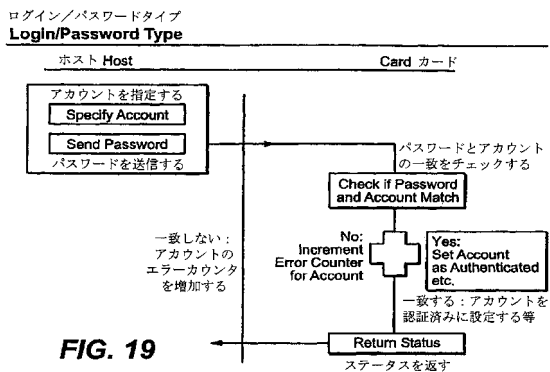 ログイン／パスワードタイプ
Login/Password Type
ホスト Host
Card カード
アカウントを指定する
Specify Account
Send Password
パスワードを送信する
パスワードとアカウント
の一致をチェックする
Check if Password
and Account Match
一致しない：
アカウントの
エラーカウンタ
を増加する
No:
Increment
Error Counter
for Account
Yes:
Set Account
as Authenticated
etc.
一致する：アカウントを
認証済みに設定する等
Return Status
ステータスを返す
FIG. 19